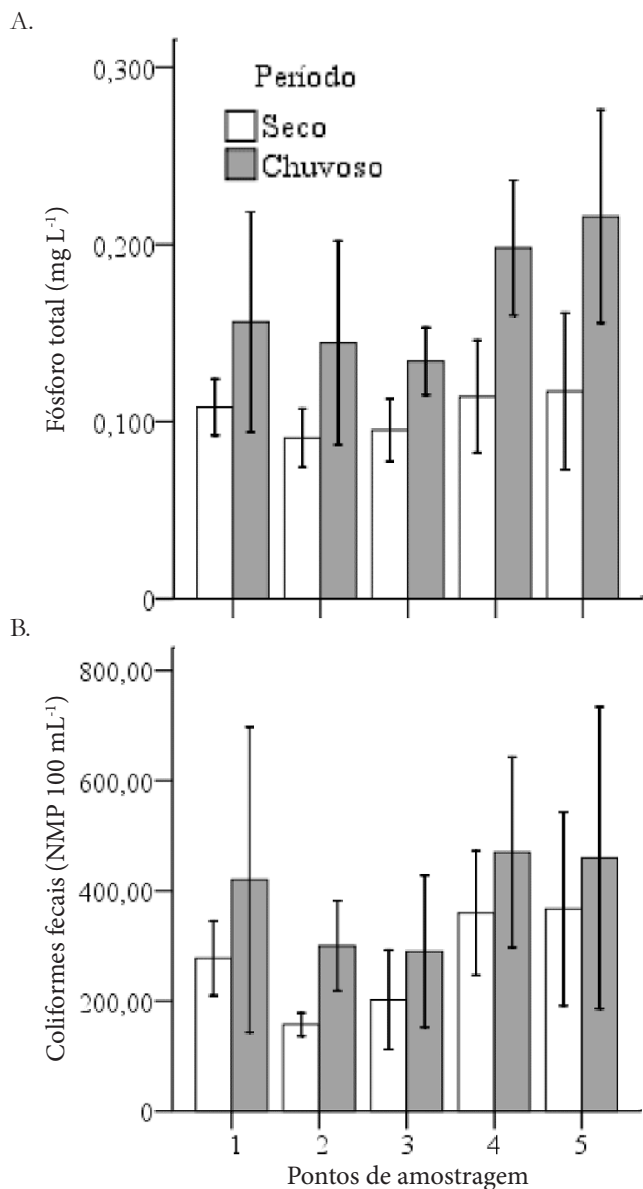 A.
Fósforo total (mg L⁻¹)
0,300
0,200
0,100
0
Período
Seco
Chuvoso
B.
Coliformes fecais (NMP 100 mL⁻¹)
800,00
600,00
400,00
200,00
0
1 2 3 4 5
Pontos de amostragem